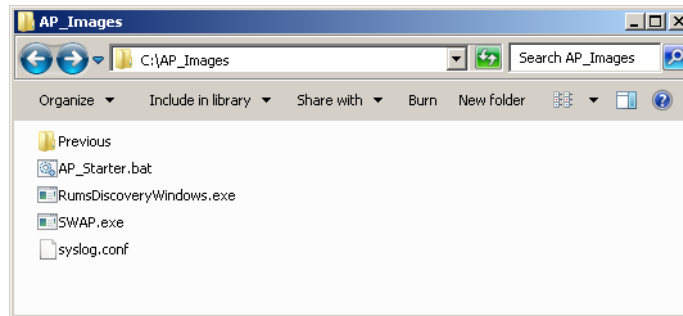 AP_Images
C:\AP_Images
Search AP_Images
Organize Include in library Share with Burn New folder
Previous
AP_Starter.bat
RumsDiscoveryWindows.exe
SWAP.exe
syslog.conf